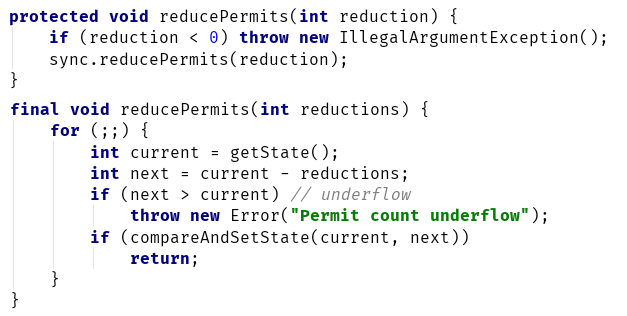 protected void reducePermits(int reduction) {
    if (reduction < 0) throw new IllegalArgumentException();
    sync.reducePermits(reduction);
}
final void reducePermits(int reductions) {
    for (;;) {
        int current = getState();
        int next = current - reductions;
        if (next > current) // underflow
            throw new Error("Permit count underflow");
        if (compareAndSetState(current, next))
            return;
    }
}